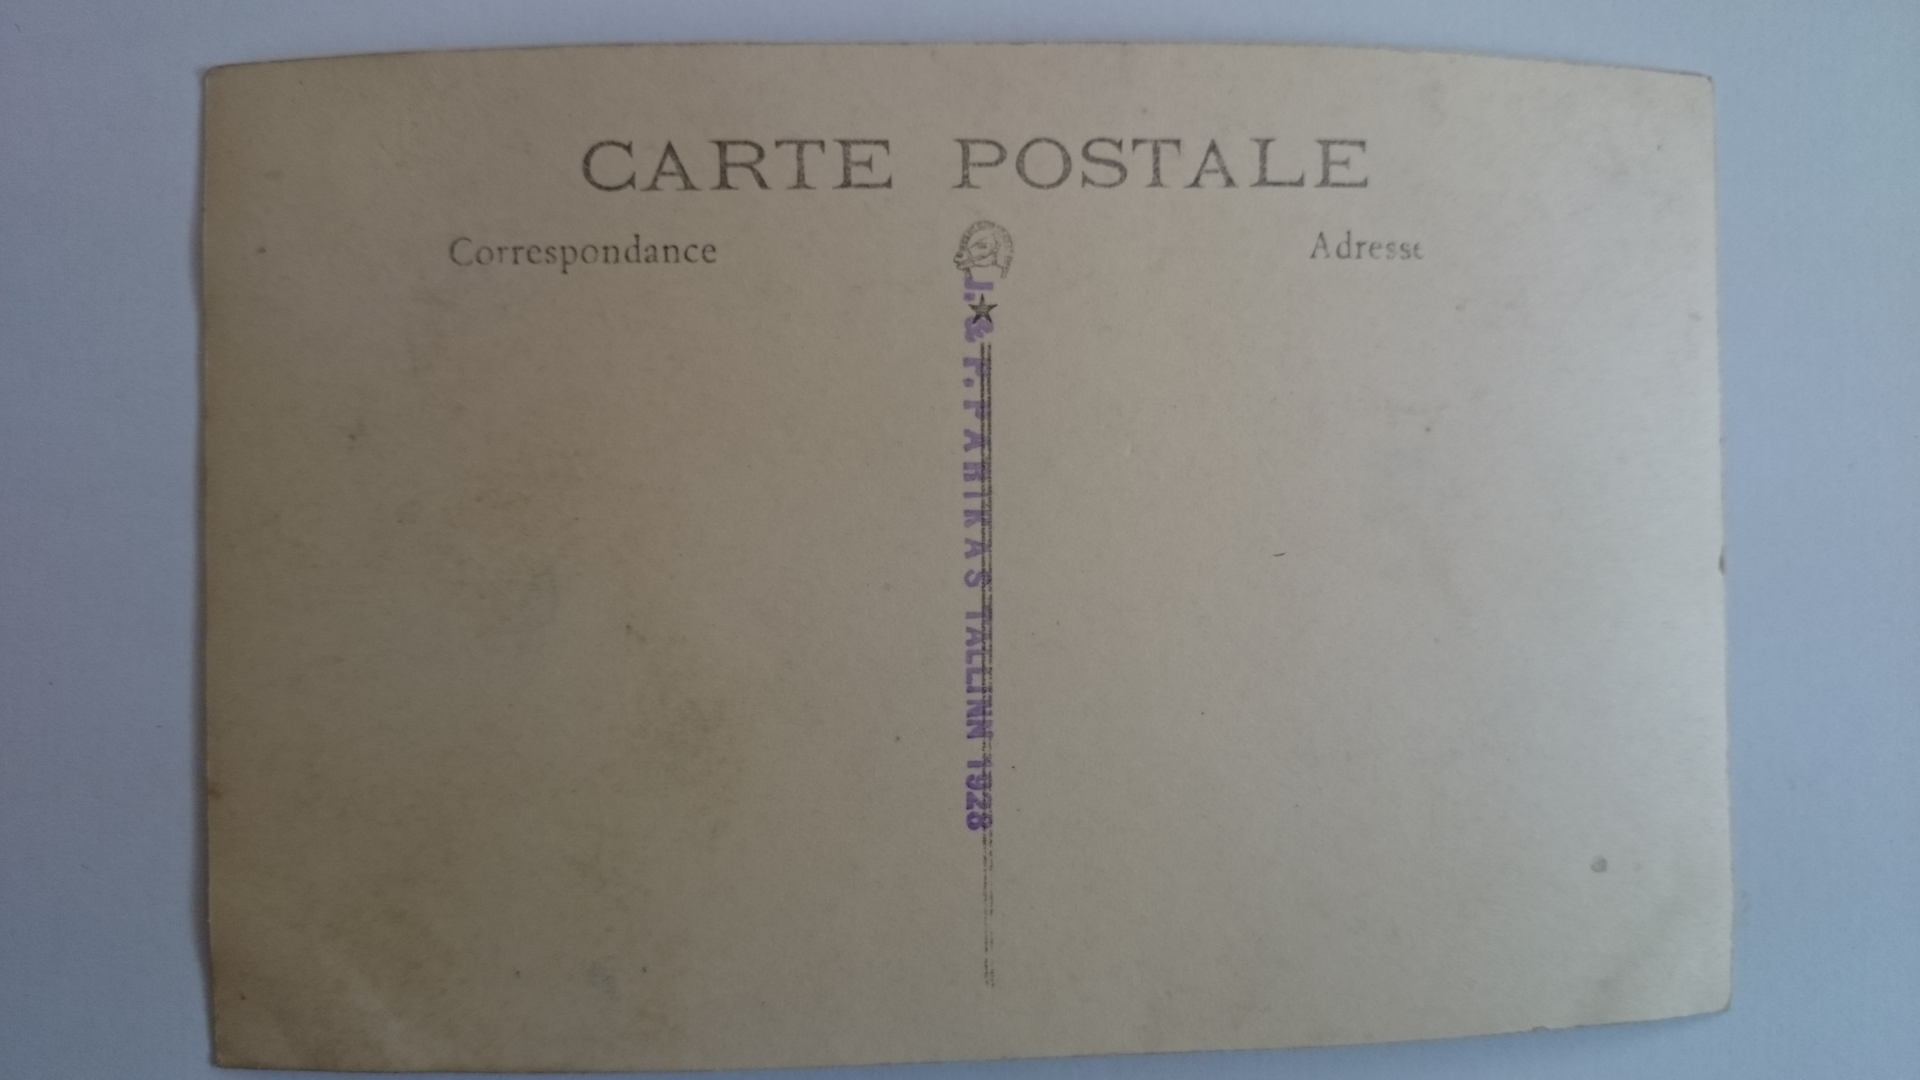 CARTE POSTALE
Correspondance
Adresse
J. & P. PARIKAS TALLINN 1928